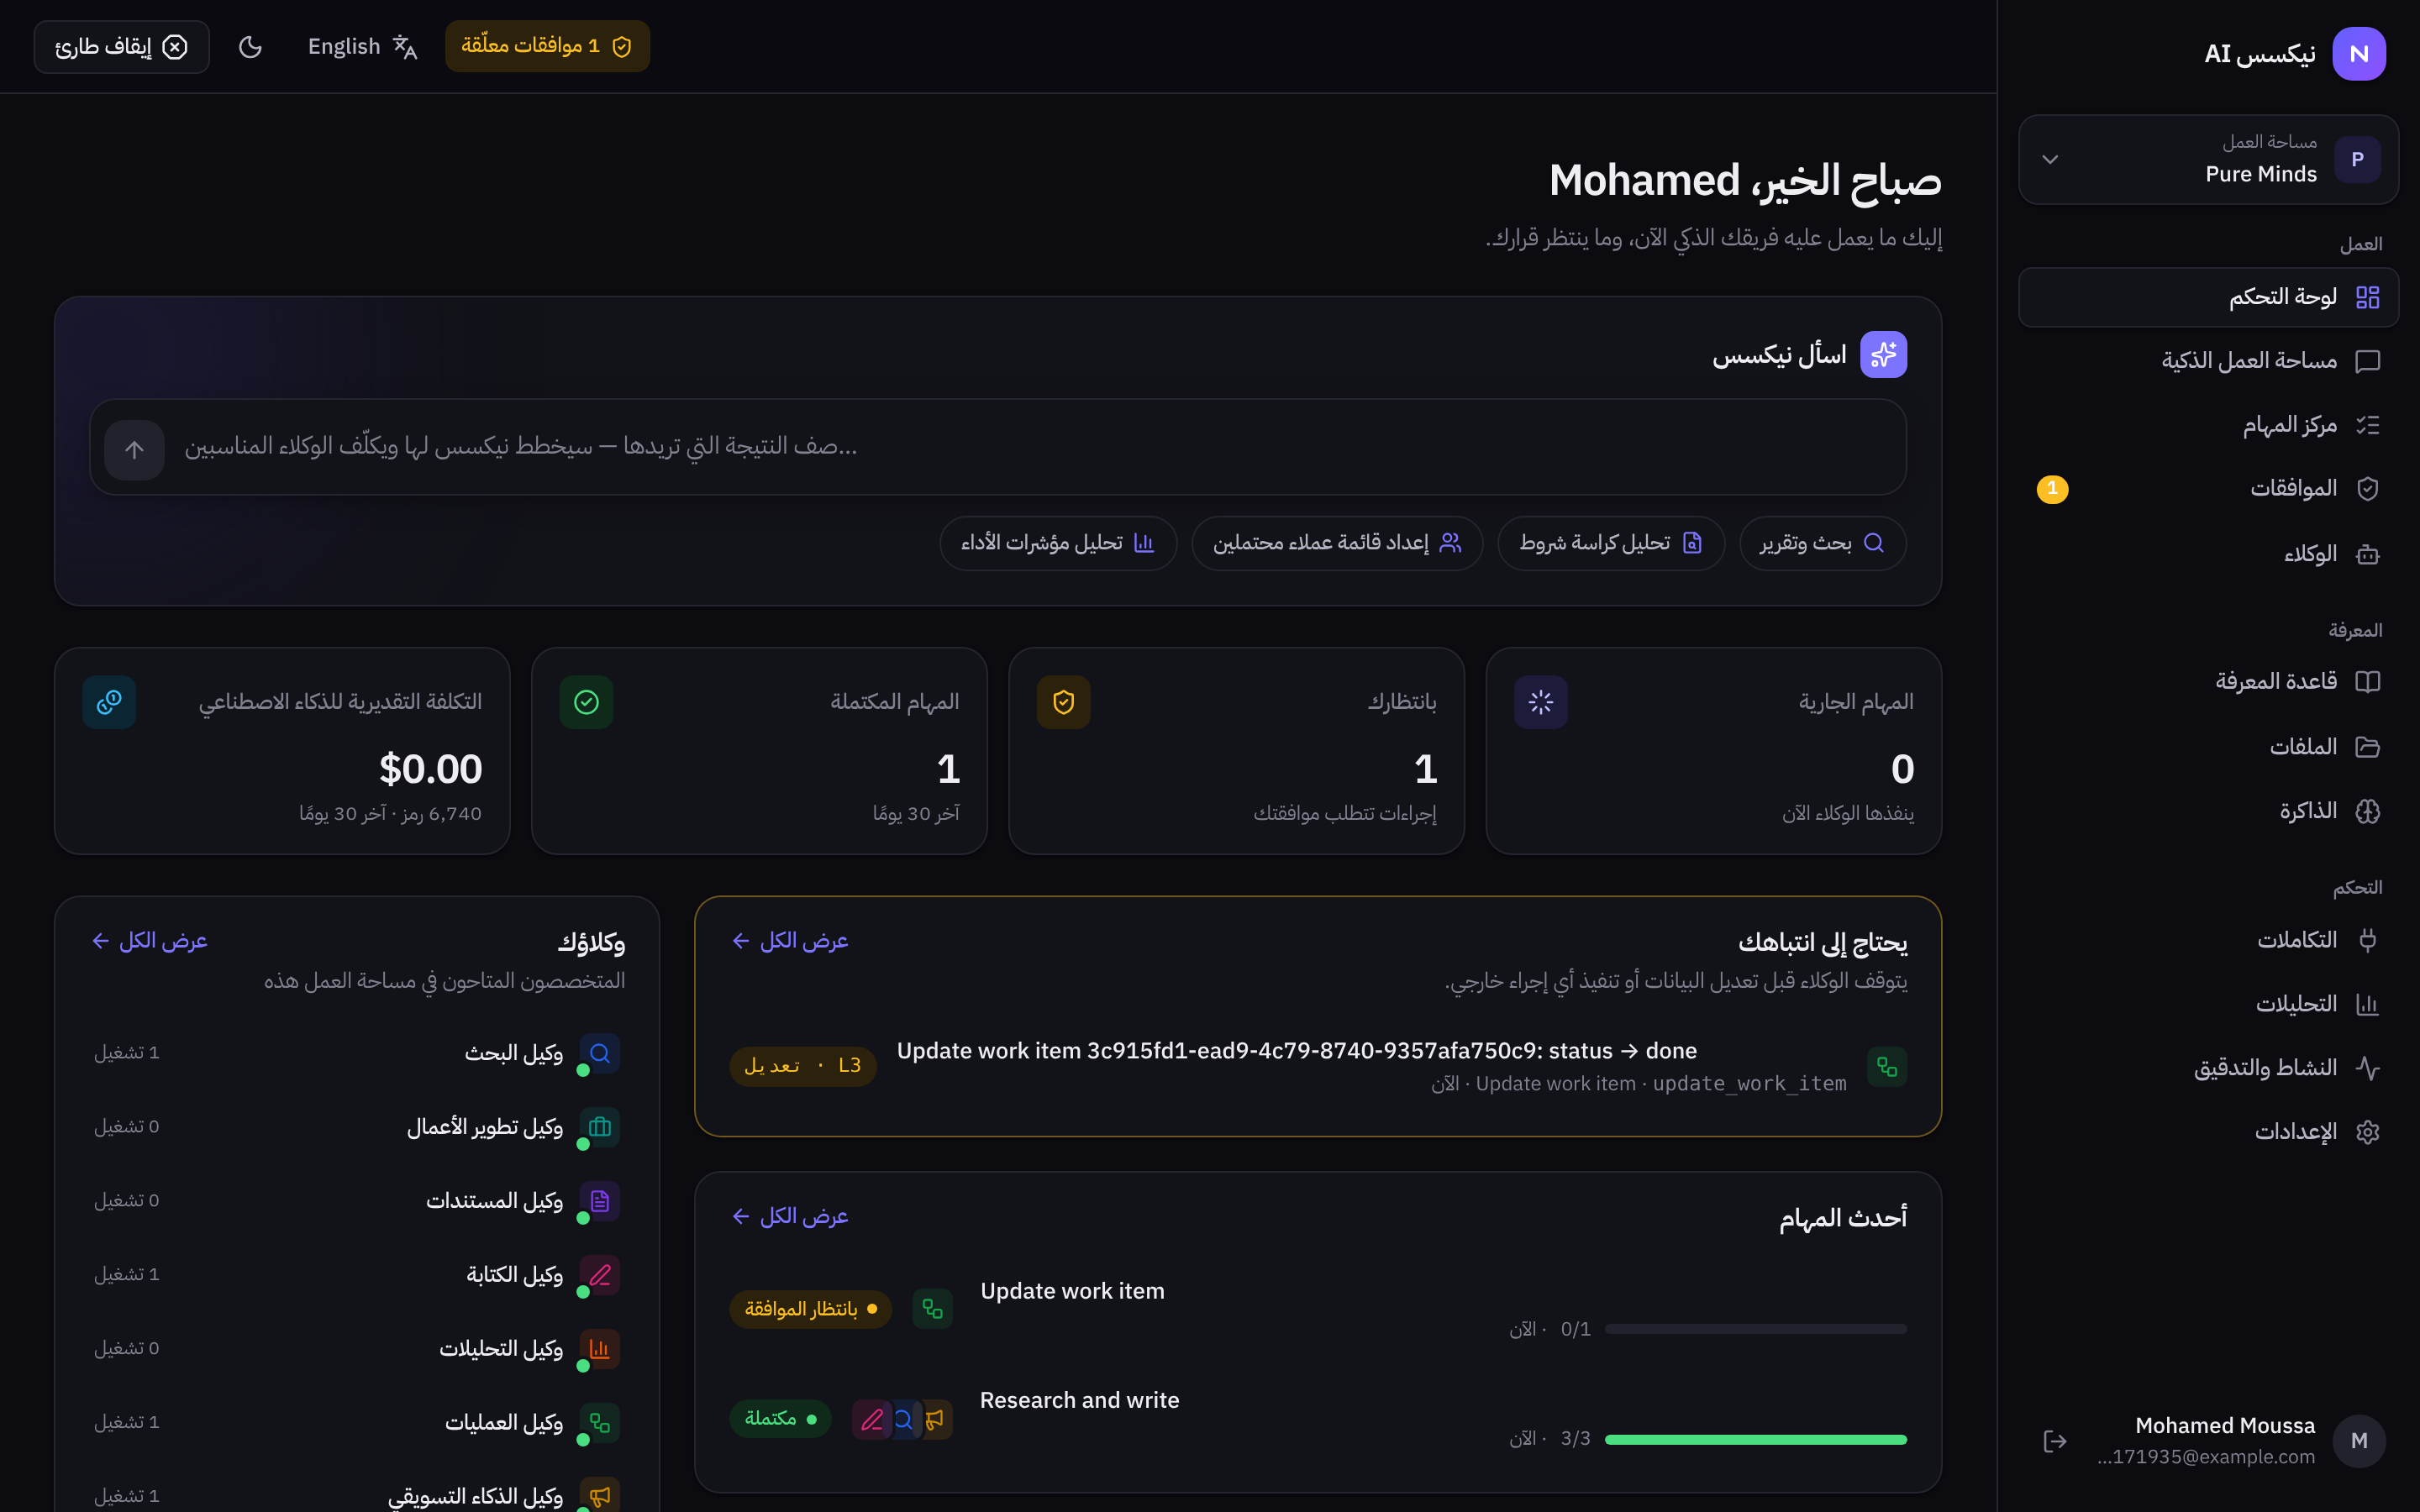 نيكسس AI
N
مساحة العمل
Pure Minds
P
العمل
لوحة التحكم
مساحة العمل الذكية
مركز المهام
الموافقات
1
الوكلاء
المعرفة
قاعدة المعرفة
الملفات
الذاكرة
التحكم
التكاملات
التحليلات
النشاط والتدقيق
الإعدادات
Mohamed Moussa
...171935@example.com
M
1 موافقات معلّقة
English
إيقاف طارئ
صباح الخير، Mohamed
إليك ما يعمل عليه فريقك الذكي الآن، وما ينتظر قرارك.
اسأل نيكسس
صف النتيجة التي تريدها — سيخطط نيكسس لها ويكلّف الوكلاء المناسبين...
بحث وتقرير
تحليل كراسة شروط
إعداد قائمة عملاء محتملين
تحليل مؤشرات الأداء
المهام الجارية
0
ينفذها الوكلاء الآن
بانتظارك
1
إجراءات تتطلب موافقتك
المهام المكتملة
1
آخر 30 يومًا
التكلفة التقديرية للذكاء الاصطناعي
$0.00
6,740 رمز · آخر 30 يومًا
يحتاج إلى انتباهك
عرض الكل
يتوقف الوكلاء قبل تعديل البيانات أو تنفيذ أي إجراء خارجي.
Update work item 3c915fd1-ead9-4c79-8740-9357afa750c9: status → done
update_work_item · Update work item · الآن
L3 · تعديل
أحدث المهام
عرض الكل
Update work item
0/1 · الآن
بانتظار الموافقة
Research and write
3/3 · الآن
مكتملة
وكلاؤك
عرض الكل
المتخصصون المتاحون في مساحة العمل هذه
وكيل البحث
1 تشغيل
وكيل تطوير الأعمال
0 تشغيل
وكيل المستندات
0 تشغيل
وكيل الكتابة
1 تشغيل
وكيل التحليلات
0 تشغيل
وكيل العمليات
1 تشغيل
وكيل الذكاء التسويقي
1 تشغيل